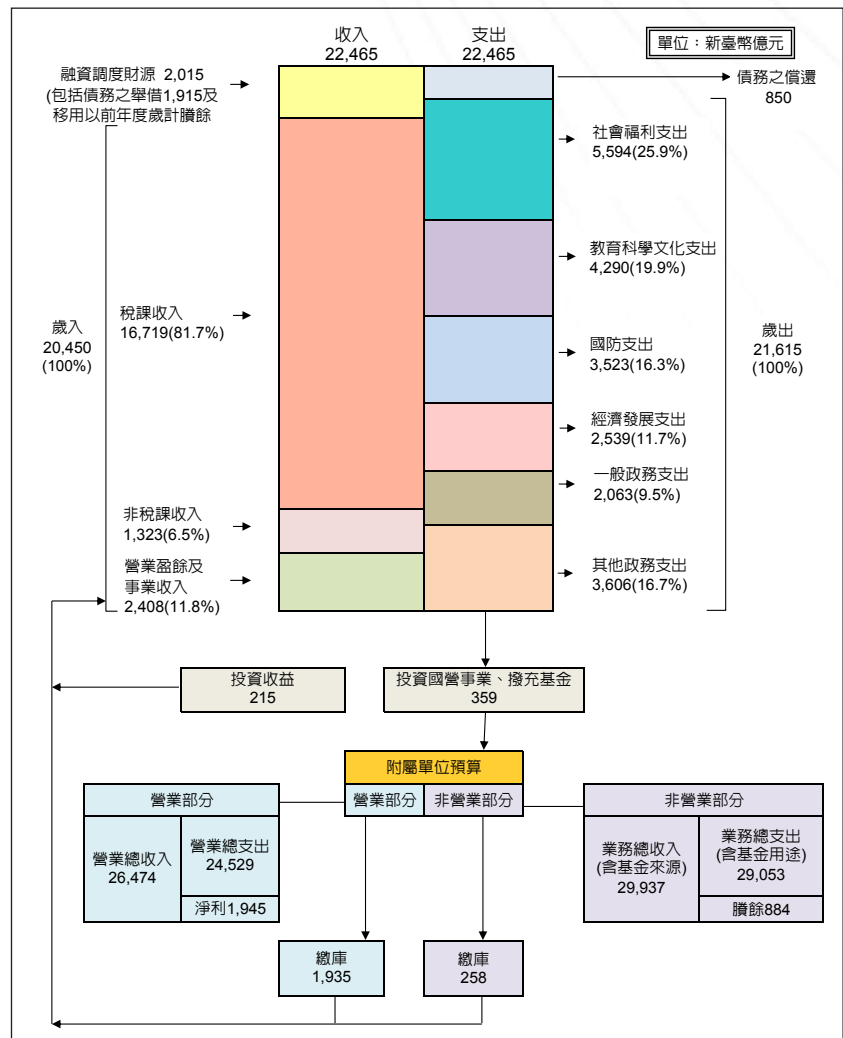 收入
22,465
支出
22,465
單位：新臺幣億元
融資調度財源 2,015
(包括債務之舉借1,915及
移用以前年度歲計賸餘
債務之償還
850
社會福利支出
5,594(25.9%)
教育科學文化支出
4,290(19.9%)
稅課收入
16,719(81.7%)
歲入
20,450
(100%)
國防支出
3,523(16.3%)
歲出
21,615
(100%)
經濟發展支出
2,539(11.7%)
一般政務支出
2,063(9.5%)
非稅課收入
1,323(6.5%)
營業盈餘及
事業收入
2,408(11.8%)
其他政務支出
3,606(16.7%)
投資收益
215
投資國營事業、撥充基金
359
附屬單位預算
營業部分
非營業部分
營業部分
營業總收入
26,474
營業總支出
24,529
淨利1,945
非營業部分
業務總收入
(含基金來源)
29,937
業務總支出
(含基金用途)
29,053
賸餘884
繳庫
1,935
繳庫
258